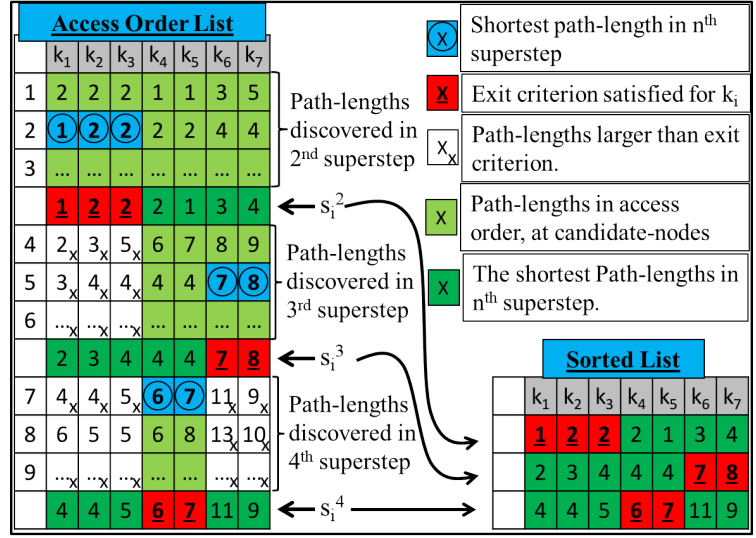 Access Order List
k1 k2 k3 k4 k5 k6 k7
1 2 2 2 1 1 3 5
2 1 2 2 2 2 4 4
3 ... ... ... ... ... ... ...
1 2 2 2 1 3 4
4 2x 3x 5x 6 7 8 9
5 3x 4x 4x 4 4 7 8
6 ...x ...x ...x ... ... ... ...
2 3 4 4 4 7 8
7 4x 4x 5x 6 7 11x 9x
8 6 5 5 6 8 13x 10x
9 ...x ...x ...x ... ... ...x ...x
4 4 5 6 7 11 9
Path-lengths
discovered in
2nd superstep
si2
Path-lengths
discovered in
3rd superstep
si3
Path-lengths
discovered in
4th superstep
si4
X Shortest path-length in nth
superstep
X Exit criterion satisfied for ki
Xx Path-lengths larger than exit
criterion.
X Path-lengths in access
order, at candidate-nodes
X The shortest Path-lengths in
nth superstep.
Sorted List
k1 k2 k3 k4 k5 k6 k7
1 2 2 2 1 3 4
2 3 4 4 4 7 8
4 4 5 6 7 11 9